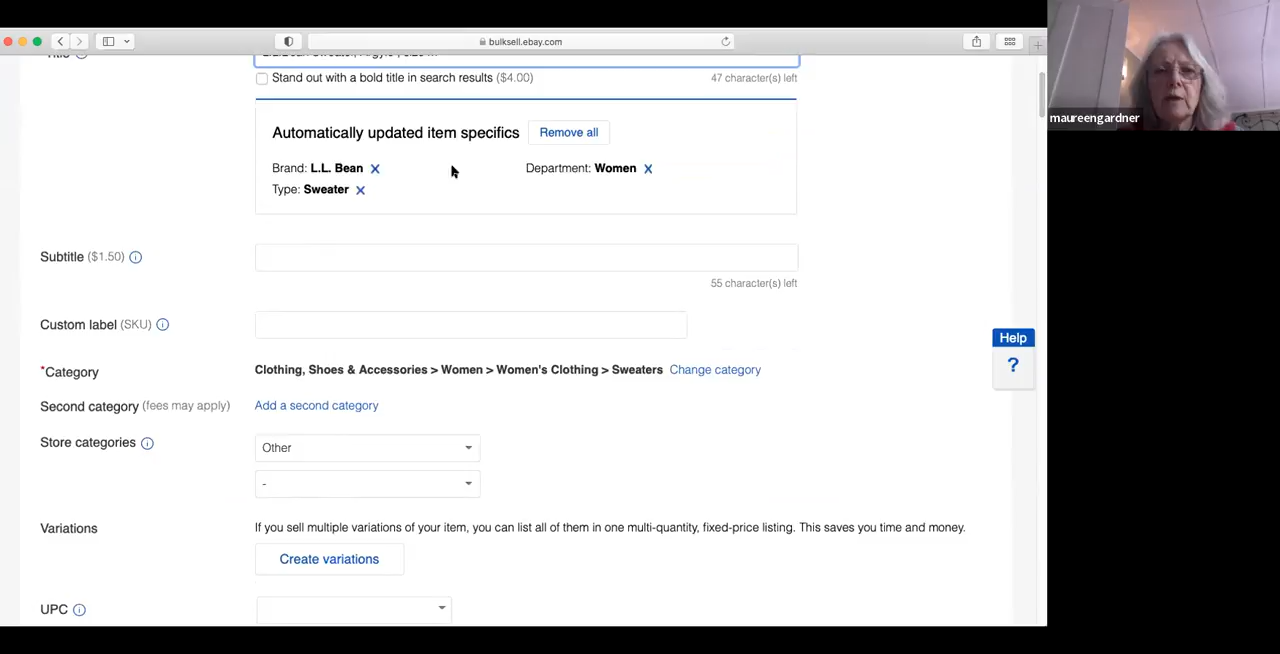 bulksell.ebay.com
Stand out with a bold title in search results ($4.00)
47 character(s) left
Automatically updated item specifics
Remove all
Brand: L.L. Bean
Department: Women
Type: Sweater
Subtitle ($1.50)
55 character(s) left
Custom label (SKU)
*Category
Clothing, Shoes & Accessories > Women > Women's Clothing > Sweaters Change category
Second category (fees may apply)
Add a second category
Store categories
Other
-
Variations
If you sell multiple variations of your item, you can list all of them in one multi-quantity, fixed-price listing. This saves you time and money.
Create variations
UPC
Help
?
maureengardner